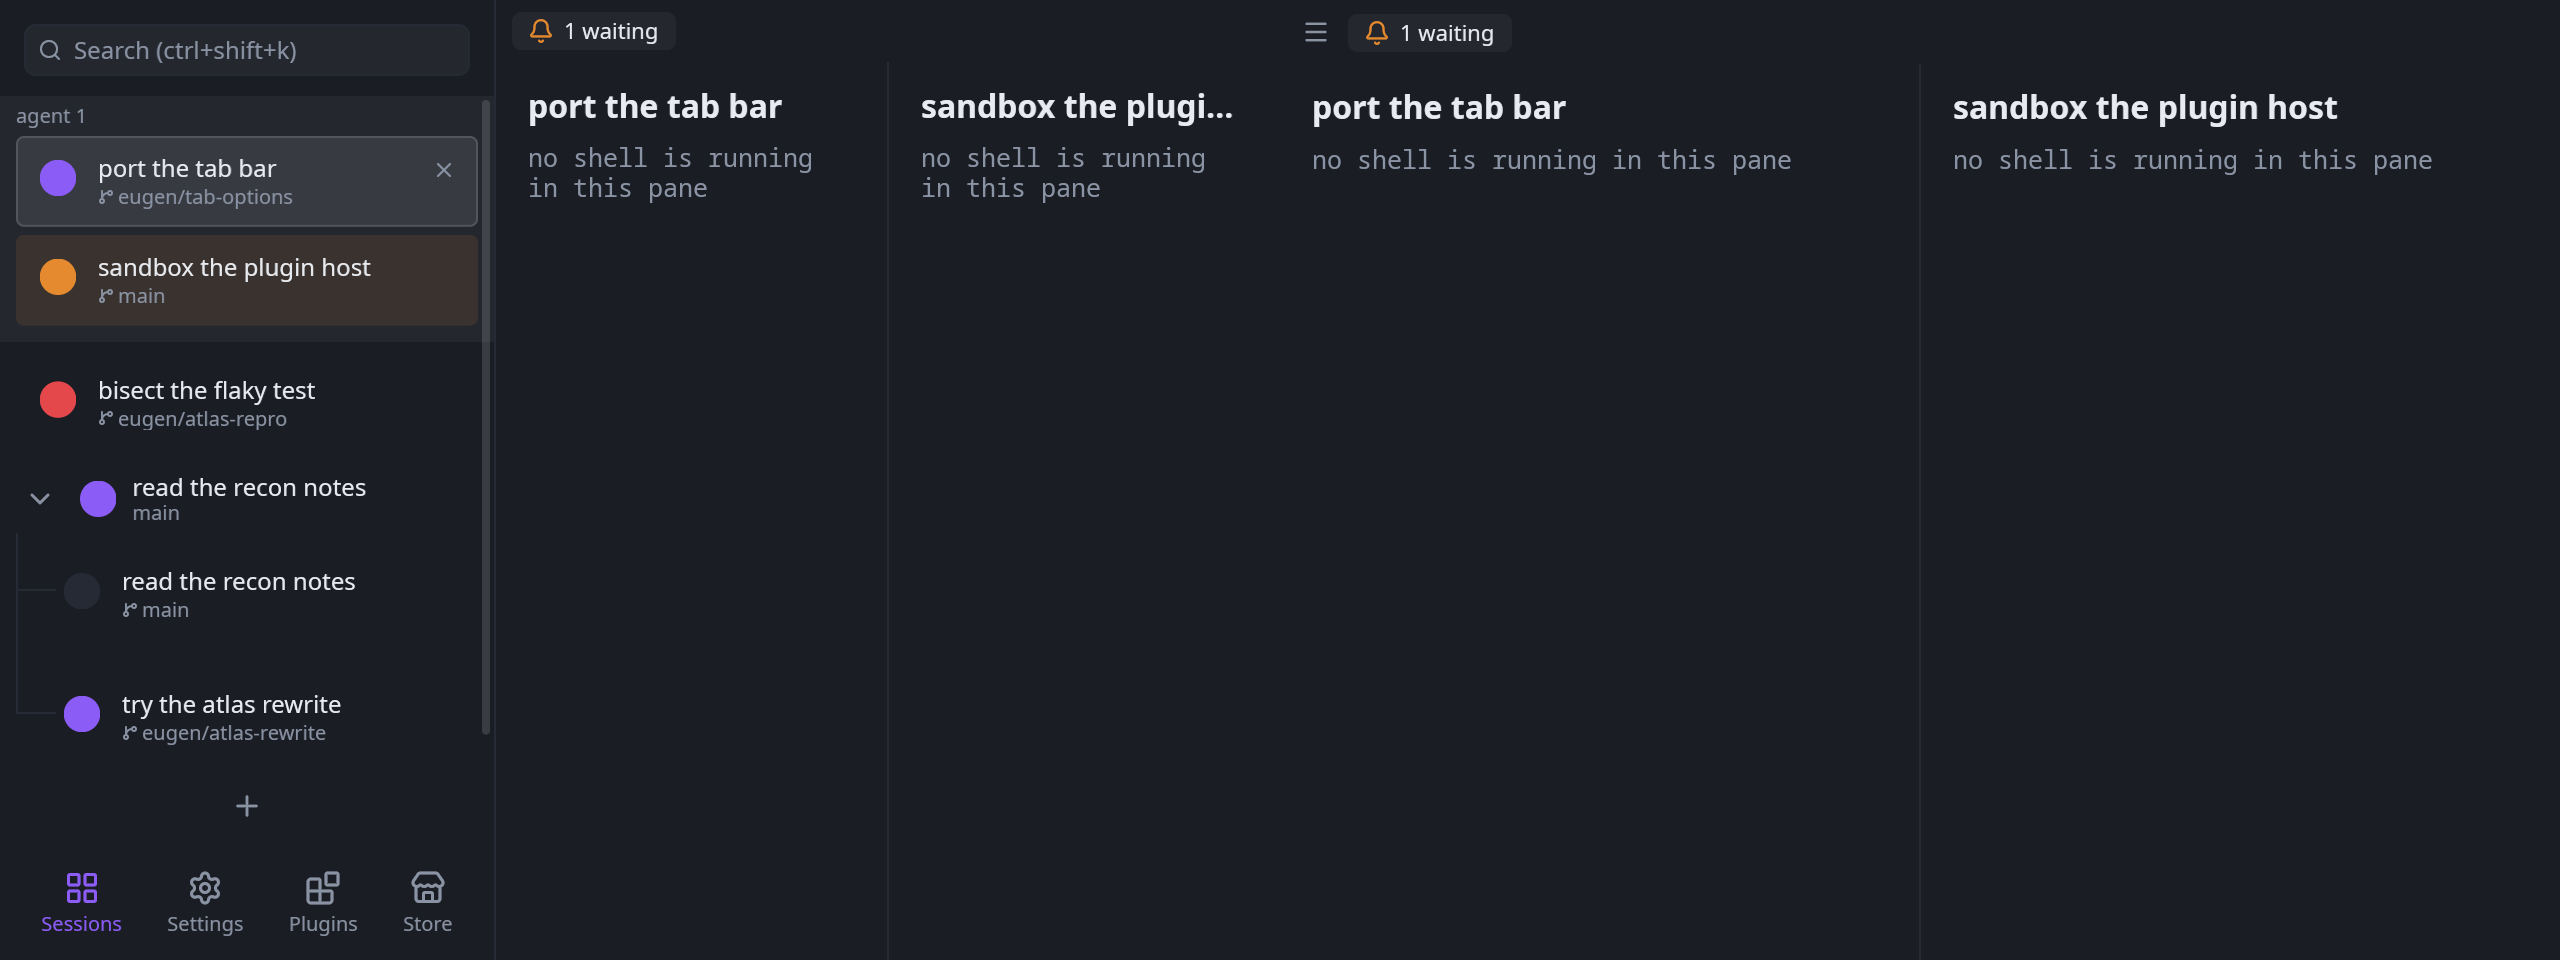 Search (ctrl+shift+k)
agent 1
port the tab bar
eugen/tab-options
sandbox the plugin host
main
bisect the flaky test
eugen/atlas-repro
read the recon notes
main
read the recon notes
main
try the atlas rewrite
eugen/atlas-rewrite
Sessions
Settings
Plugins
Store
1 waiting
port the tab bar
no shell is running
in this pane
sandbox the plugi...
no shell is running
in this pane
1 waiting
port the tab bar
no shell is running in this pane
sandbox the plugin host
no shell is running in this pane